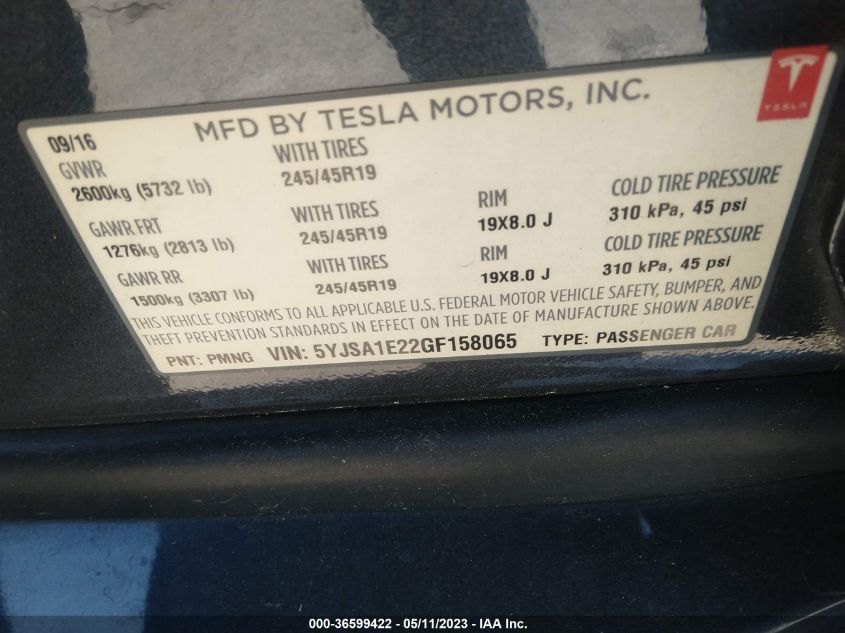 MFD BY TESLA MOTORS, INC.
TESLA
09/16
GVWR WITH TIRES
2600kg (5732 lb) 245/45R19
GAWR FRT WITH TIRES RIM COLD TIRE PRESSURE
1276kg (2813 lb) 245/45R19 19X8.0 J 310 kPa, 45 psi
GAWR RR WITH TIRES RIM COLD TIRE PRESSURE
1500kg (3307 lb) 245/45R19 19X8.0 J 310 kPa, 45 psi
THIS VEHICLE CONFORMS TO ALL APPLICABLE U.S. FEDERAL MOTOR VEHICLE SAFETY, BUMPER, AND
THEFT PREVENTION STANDARDS IN EFFECT ON THE DATE OF MANUFACTURE SHOWN ABOVE.
PNT: PMNG VIN: 5YJSA1E22GF158065 TYPE: PASSENGER CAR
000-36599422 - 05/11/2023 - IAA Inc.